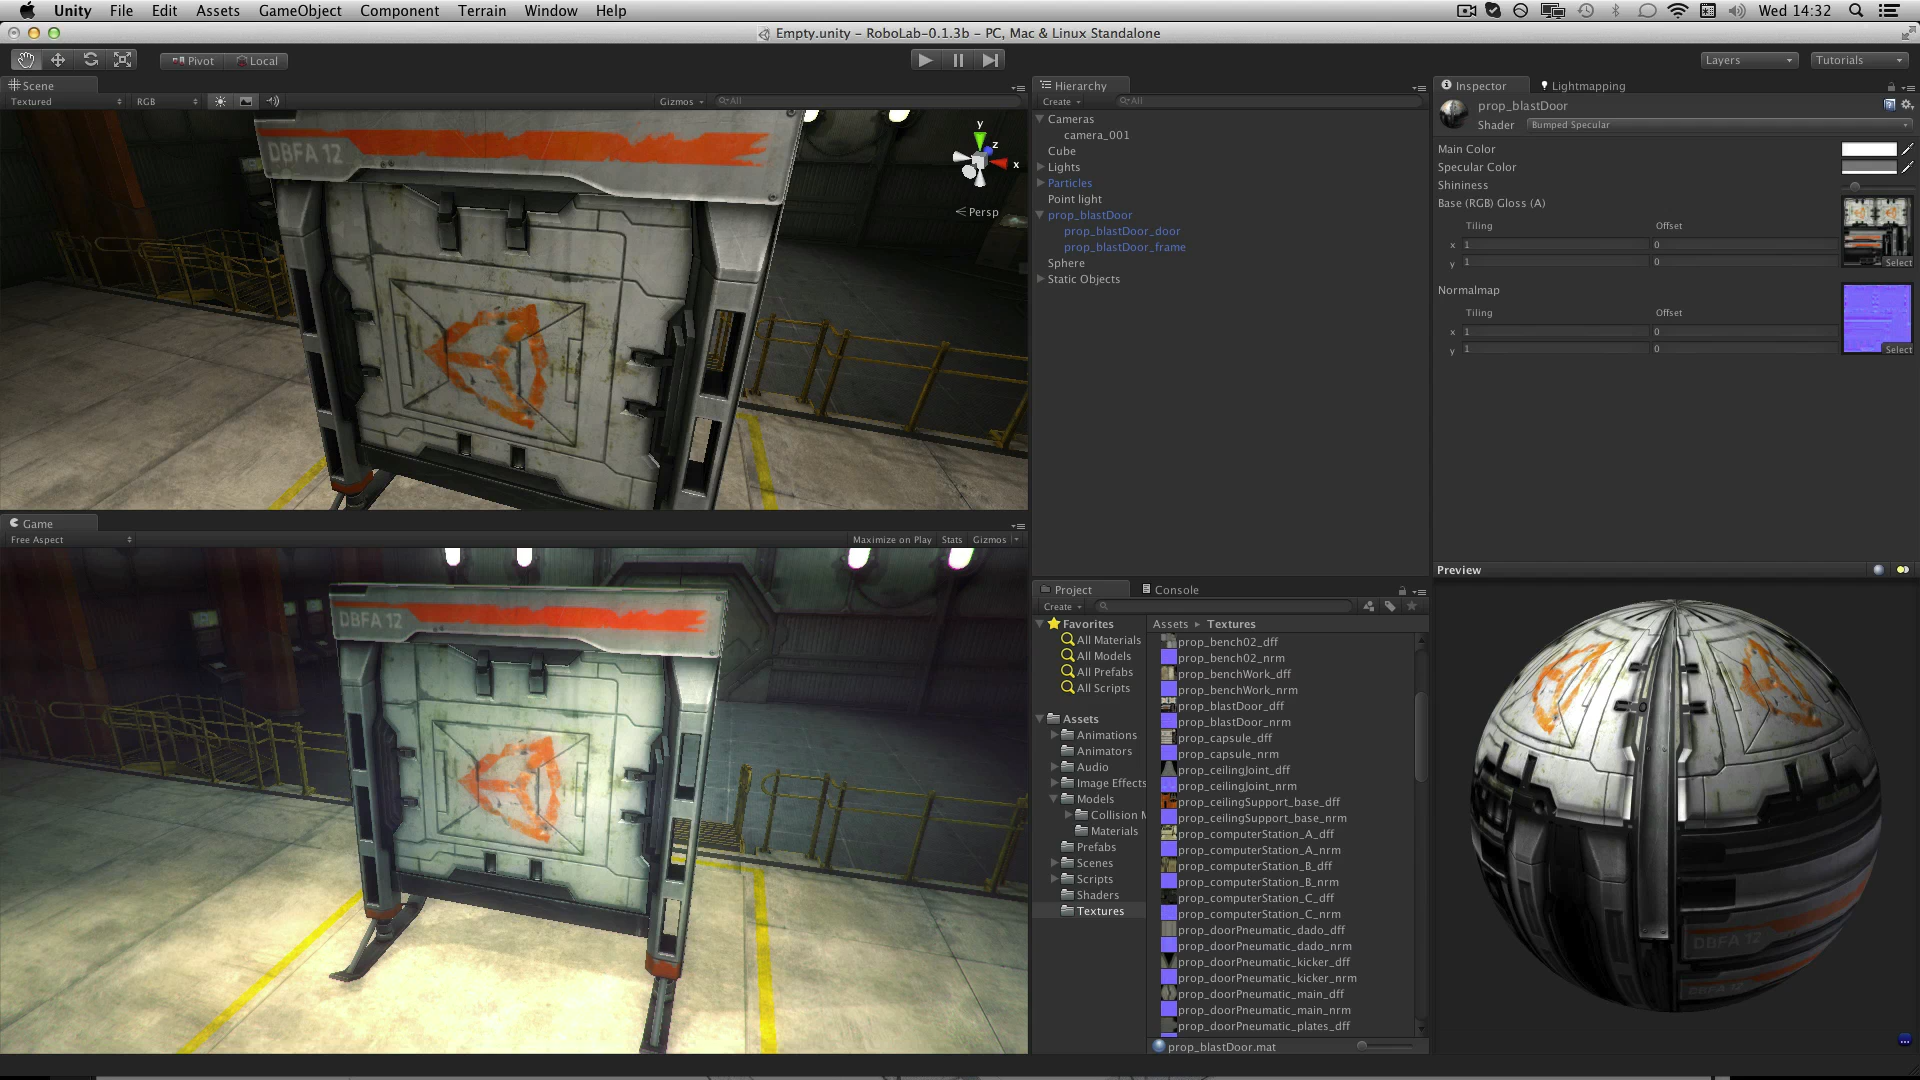 Unity File Edit Assets GameObject Component Terrain Window Help Wed 14:32
Empty.unity - RoboLab-0.1.3b - PC, Mac & Linux Standalone
Pivot Local Layers Tutorials
Scene
Textured RGB Gizmos All
DBFA 12
y
z
x
Persp
Game
Free Aspect Maximize on Play Stats Gizmos
DBFA 12
Hierarchy
Create All
Cameras
camera_001
Cube
Lights
Particles
Point light
prop_blastDoor
prop_blastDoor_door
prop_blastDoor_frame
Sphere
Static Objects
Project Console
Create
Favorites
All Materials
All Models
All Prefabs
All Scripts
Assets
Animations
Animators
Audio
Image Effects
Models
Collision M
Materials
Prefabs
Scenes
Scripts
Shaders
Textures
Assets Textures
prop_bench02_dff
prop_bench02_nrm
prop_benchWork_dff
prop_benchWork_nrm
prop_blastDoor_dff
prop_blastDoor_nrm
prop_capsule_dff
prop_capsule_nrm
prop_ceilingJoint_dff
prop_ceilingJoint_nrm
prop_ceilingSupport_base_dff
prop_ceilingSupport_base_nrm
prop_computerStation_A_dff
prop_computerStation_A_nrm
prop_computerStation_B_dff
prop_computerStation_B_nrm
prop_computerStation_C_dff
prop_computerStation_C_nrm
prop_doorPneumatic_dado_dff
prop_doorPneumatic_dado_nrm
prop_doorPneumatic_kicker_dff
prop_doorPneumatic_kicker_nrm
prop_doorPneumatic_main_dff
prop_doorPneumatic_main_nrm
prop_doorPneumatic_plates_dff
prop_blastDoor.mat
Inspector Lightmapping
prop_blastDoor
Shader Bumped Specular
Main Color
Specular Color
Shininess
Base (RGB) Gloss (A)
Tiling Offset
x 1 0
y 1 0
Select
Normalmap
Tiling Offset
x 1 0
y 1 0
Select
Preview
DBFA 12
DBFA 12